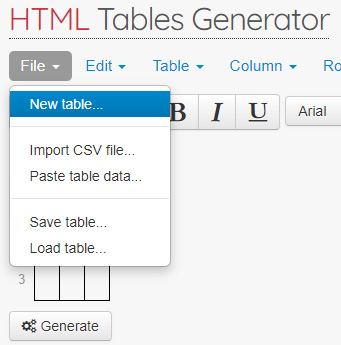 HTML Tables Generator
File Edit Table Column
New table...
B I U Arial
Import CSV file...
Paste table data...
Save table...
Load table...
3
Generate